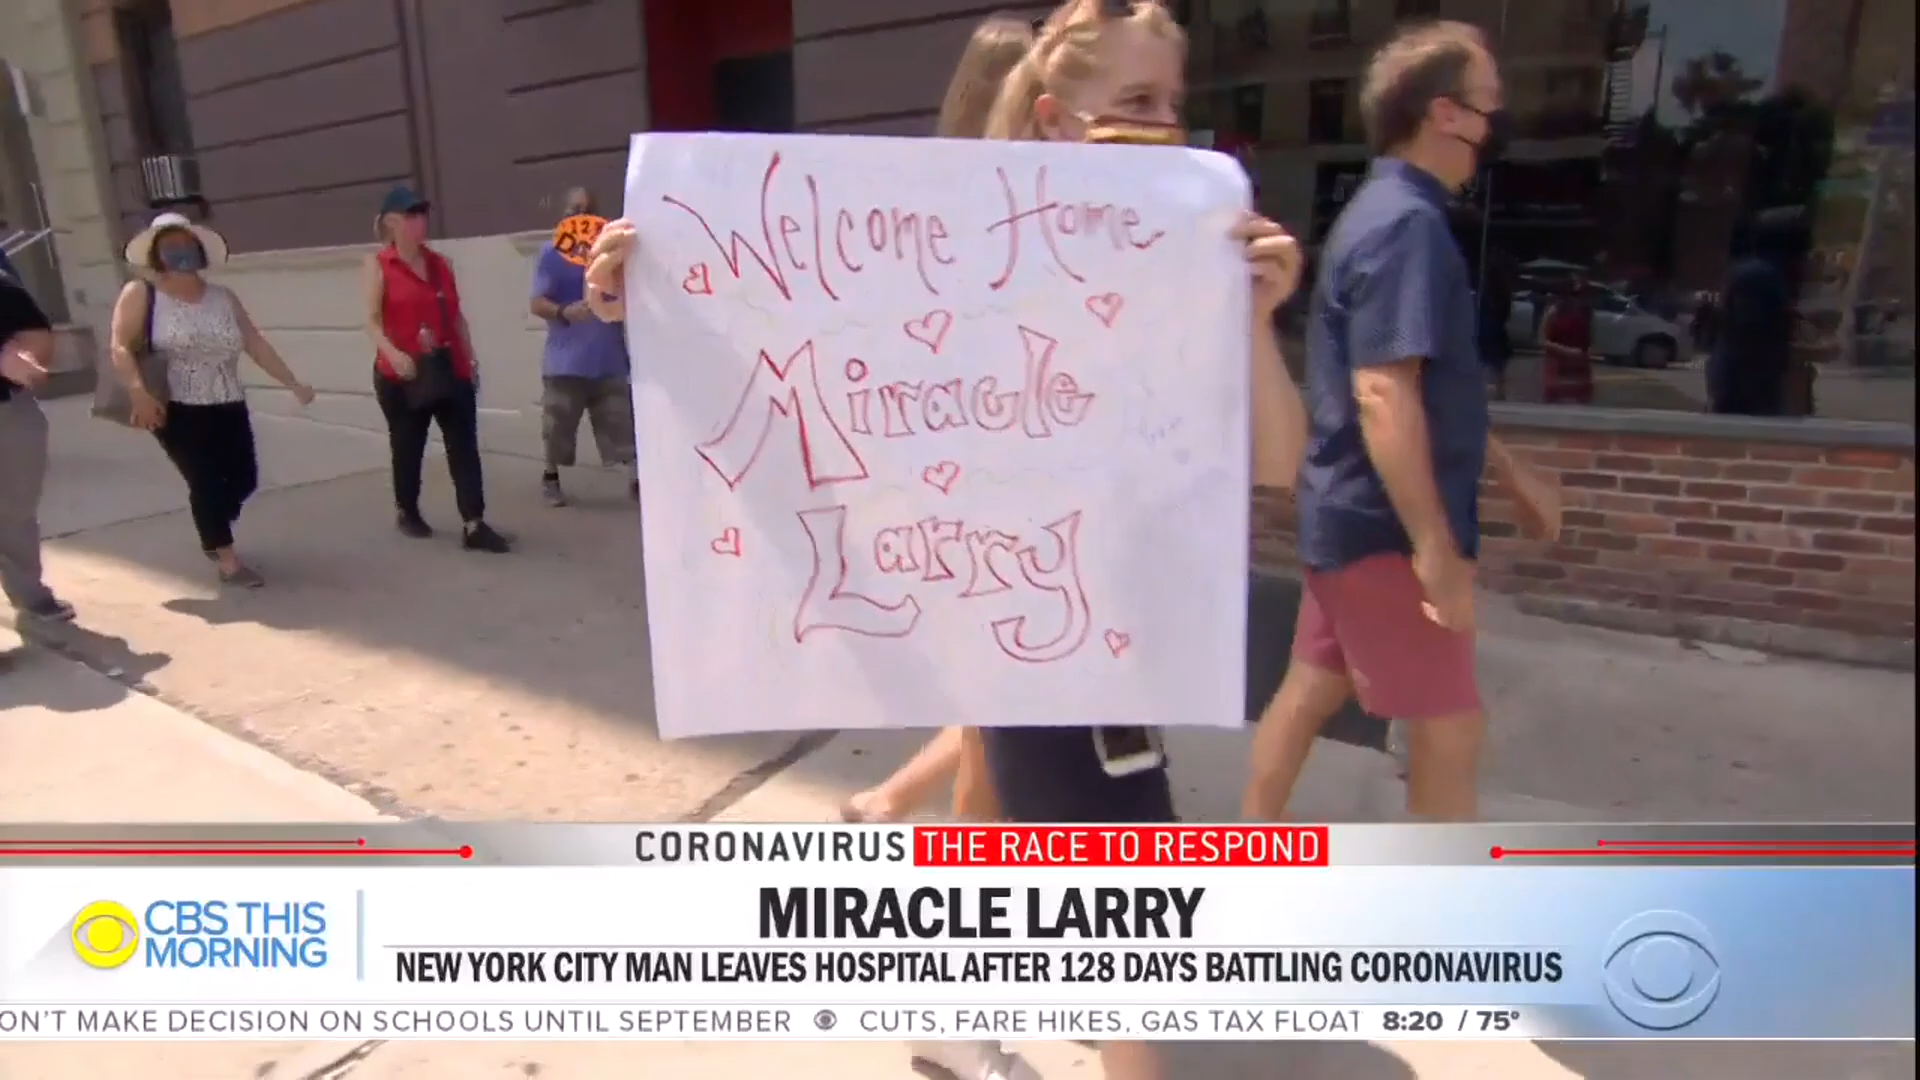 128
Welcome Home
Miracle
Larry
CORONAVIRUS THE RACE TO RESPOND
CBS THIS
MORNING
MIRACLE LARRY
NEW YORK CITY MAN LEAVES HOSPITAL AFTER 128 DAYS BATTLING CORONAVIRUS
ON'T MAKE DECISION ON SCHOOLS UNTIL SEPTEMBER CUTS, FARE HIKES, GAS TAX FLOAT 8:20 / 75°